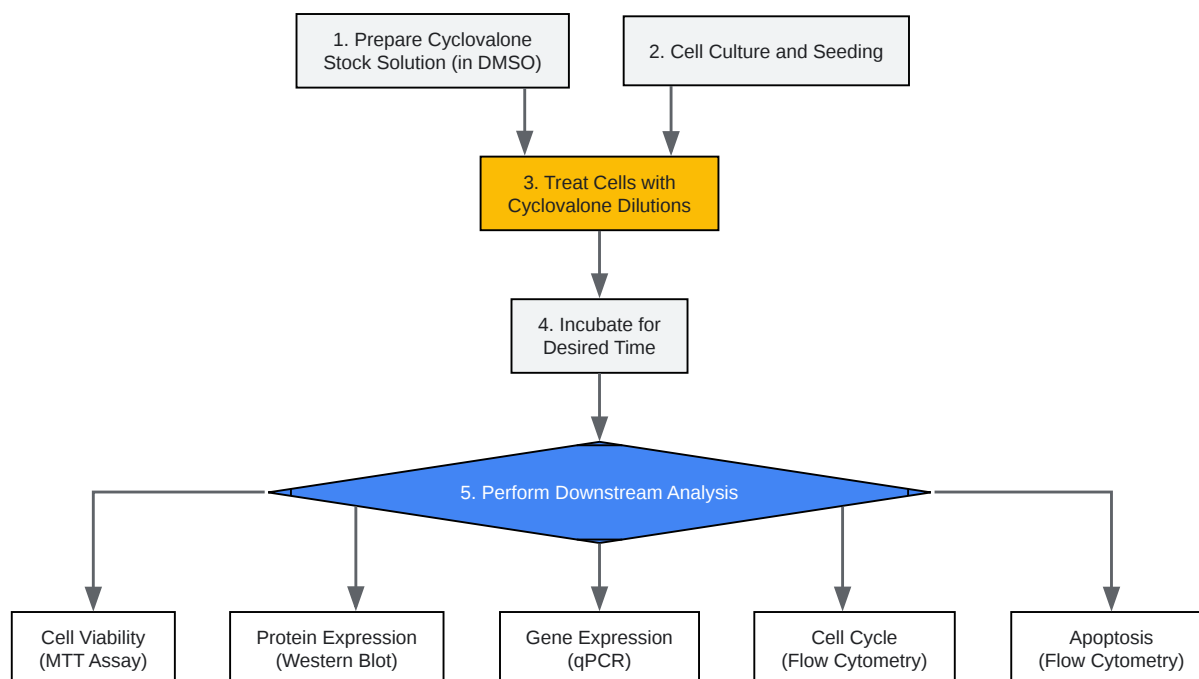 1. Prepare Cyclovalone
Stock Solution (in DMSO)
2. Cell Culture and Seeding
3. Treat Cells with
Cyclovalone Dilutions
4. Incubate for
Desired Time
5. Perform Downstream Analysis
Cell Viability
(MTT Assay)
Protein Expression
(Western Blot)
Gene Expression
(qPCR)
Cell Cycle
(Flow Cytometry)
Apoptosis
(Flow Cytometry)